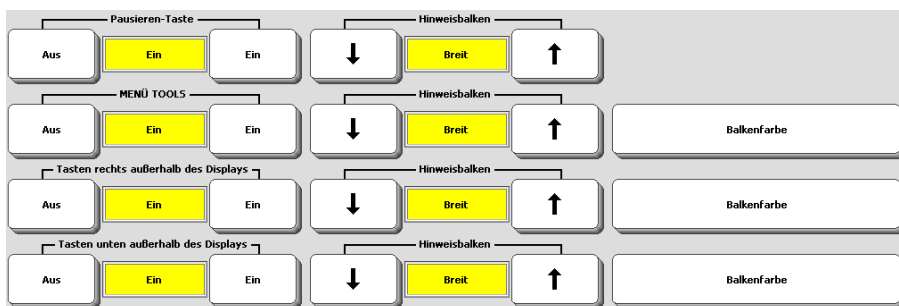 Pausieren-Taste Hinweisbalken
Aus Ein Ein ↓ Breit ↑
MENÜ TOOLS Hinweisbalken
Aus Ein Ein ↓ Breit ↑ Balkenfarbe
Tasten rechts außerhalb des Displays Hinweisbalken
Aus Ein Ein ↓ Breit ↑ Balkenfarbe
Tasten unten außerhalb des Displays Hinweisbalken
Aus Ein Ein ↓ Breit ↑ Balkenfarbe